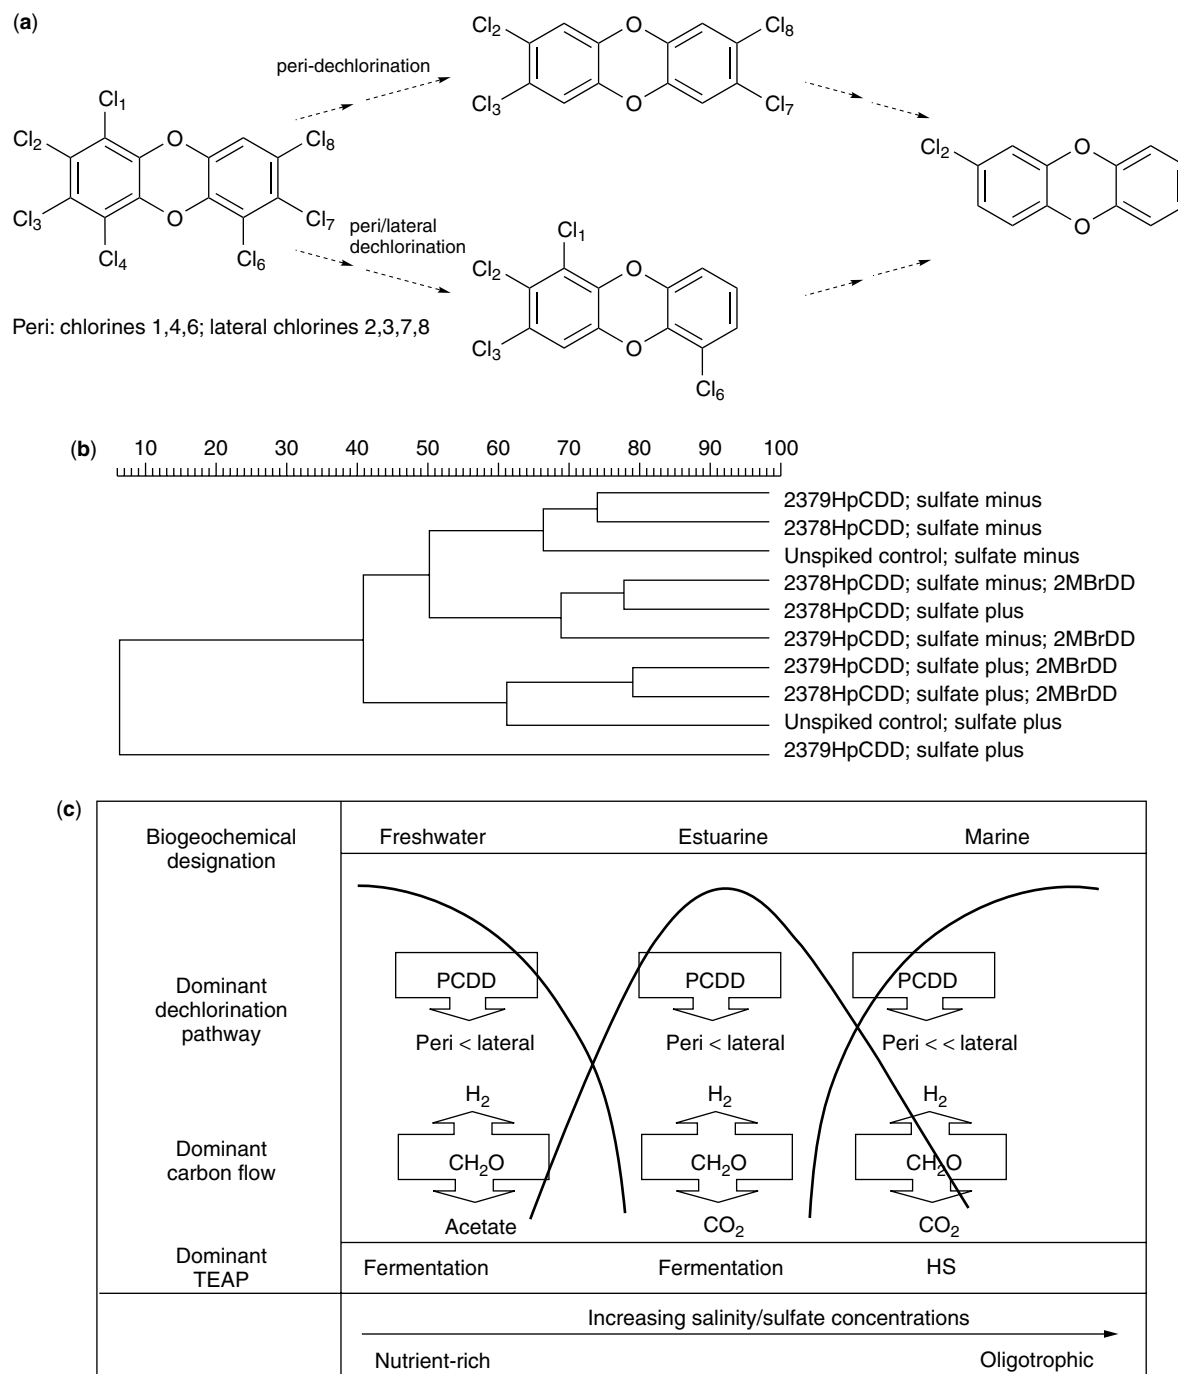 (a)
Cl2
Cl3
O
O
Cl8
Cl7
peri-dechlorination
Cl1
Cl2
Cl3
Cl4
O
O
Cl8
Cl7
Cl6
Cl2
O
O
peri/lateral
dechlorination
Cl1
Cl2
Cl3
O
O
Cl6
Peri: chlorines 1,4,6; lateral chlorines 2,3,7,8
(b)
10 20 30 40 50 60 70 80 90 100
2379HpCDD; sulfate minus
2378HpCDD; sulfate minus
Unspiked control; sulfate minus
2378HpCDD; sulfate minus; 2MBrDD
2378HpCDD; sulfate plus
2379HpCDD; sulfate minus; 2MBrDD
2379HpCDD; sulfate plus; 2MBrDD
2378HpCDD; sulfate plus; 2MBrDD
Unspiked control; sulfate plus
2379HpCDD; sulfate plus
(c)
Biogeochemical
designation
Freshwater Estuarine Marine
Dominant
dechlorination
pathway
PCDD PCDD PCDD
Peri < lateral Peri < lateral Peri << lateral
Dominant
carbon flow
H2 H2 H2
CH2O CH2O CH2O
Acetate CO2 CO2
Dominant
TEAP
Fermentation Fermentation HS
Increasing salinity/sulfate concentrations
Nutrient-rich Oligotrophic